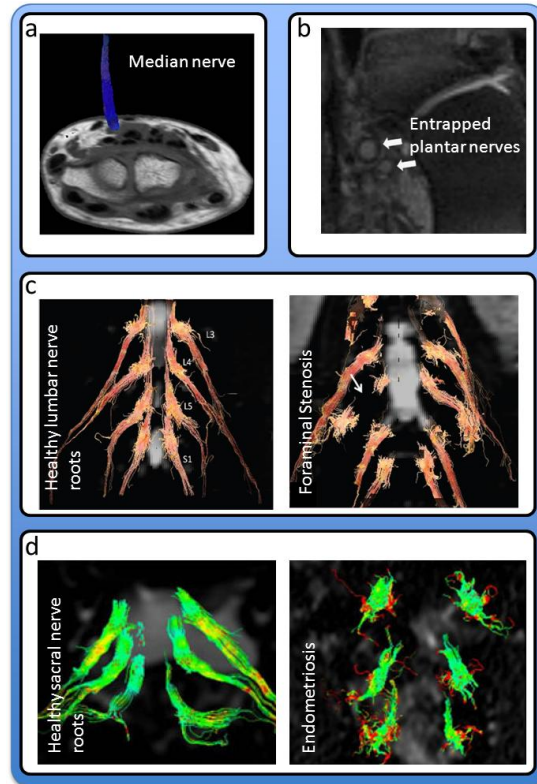 a
Median nerve
b
Entrapped
plantar nerves
c
Healthy lumbar nerve
roots
L3
L4
L5
S1
Foraminal Stenosis
d
Healthy sacral nerve
roots
Endometriosis